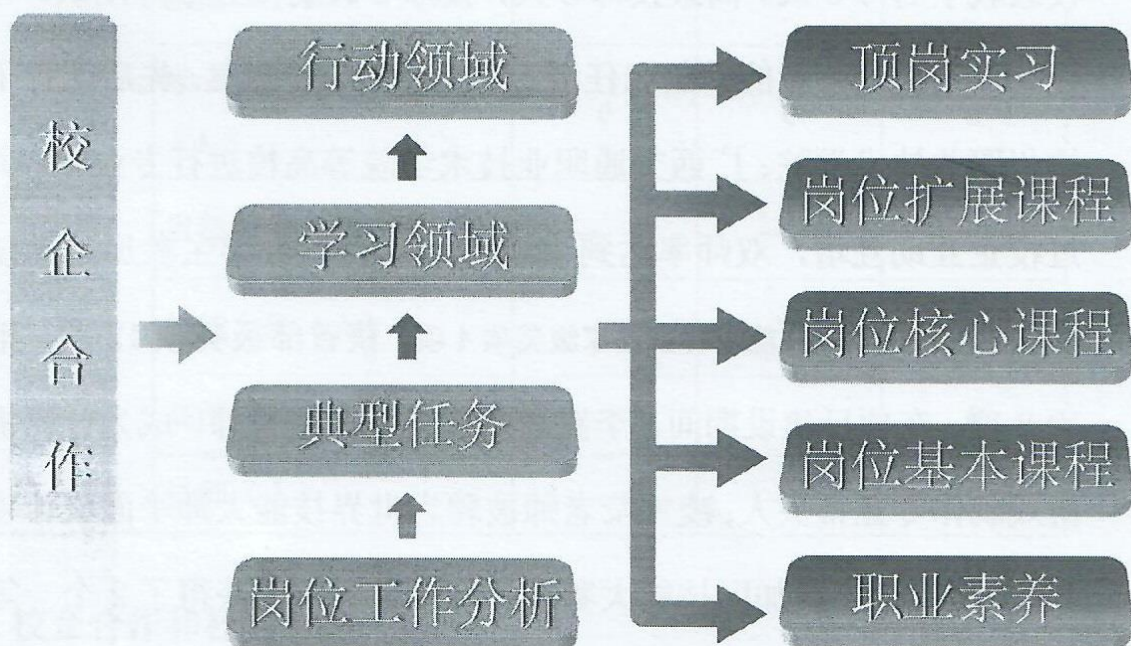 校企合作
行动领域
学习领域
典型任务
岗位工作分析
顶岗实习
岗位扩展课程
岗位核心课程
岗位基本课程
职业素养